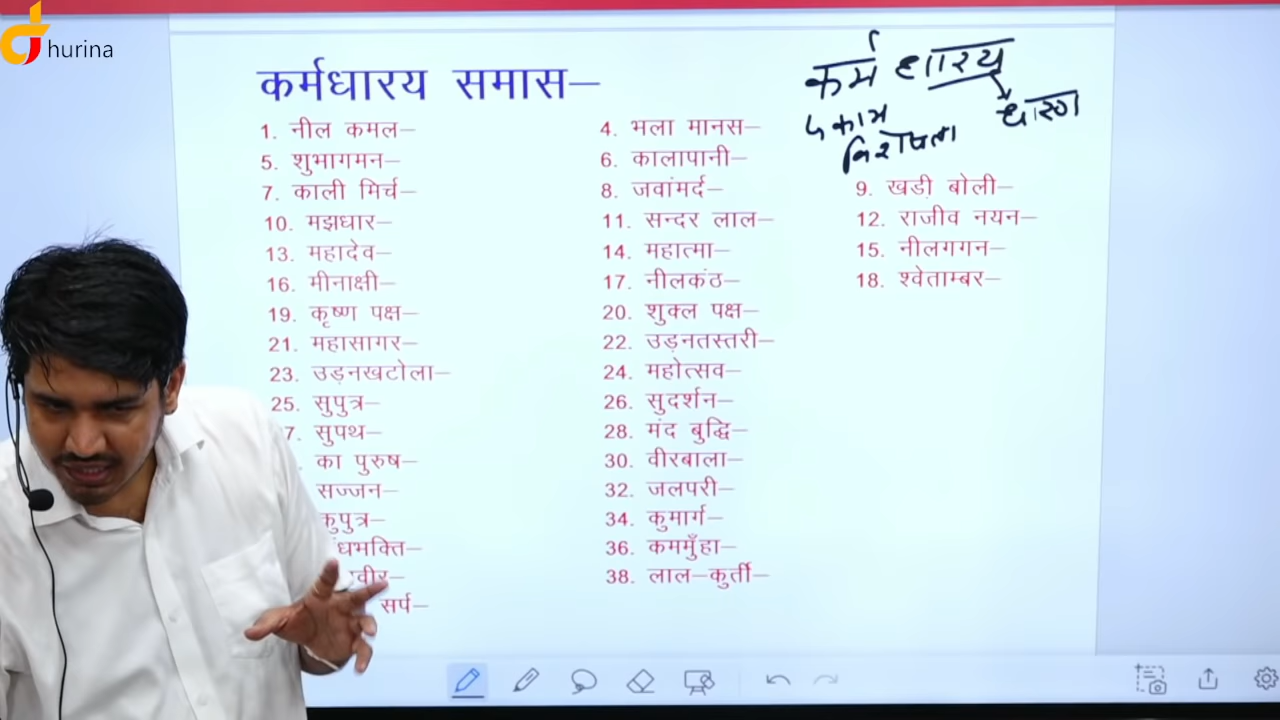 hurina
कर्मधारय समास–
कर्म धारय
काम
विशेषता
धारण
1. नील कमल–
4. भला मानस–
5. शुभागमन–
6. कालापानी–
7. काली मिर्च–
8. जवांमर्द–
9. खडी़ बोली–
10. मझधार–
11. सन्दर लाल–
12. राजीव नयन–
13. महादेव–
14. महात्मा–
15. नीलगगन–
16. मीनाक्षी–
17. नीलकंठ–
18. श्वेताम्बर–
19. कृष्ण पक्ष–
20. शुक्ल पक्ष–
21. महासागर–
22. उड़नतस्तरी–
23. उड़नखटोला–
24. महोत्सव–
25. सुपुत्र–
26. सुदर्शन–
7. सुपथ–
28. मंद बुद्धि–
का पुरुष–
30. वीरबाला–
सज्जन–
32. जलपरी–
कुपुत्र–
34. कुमार्ग–
धभक्ति–
36. कममुँहा–
वीर–
38. लाल–कुर्ती–
सर्प–